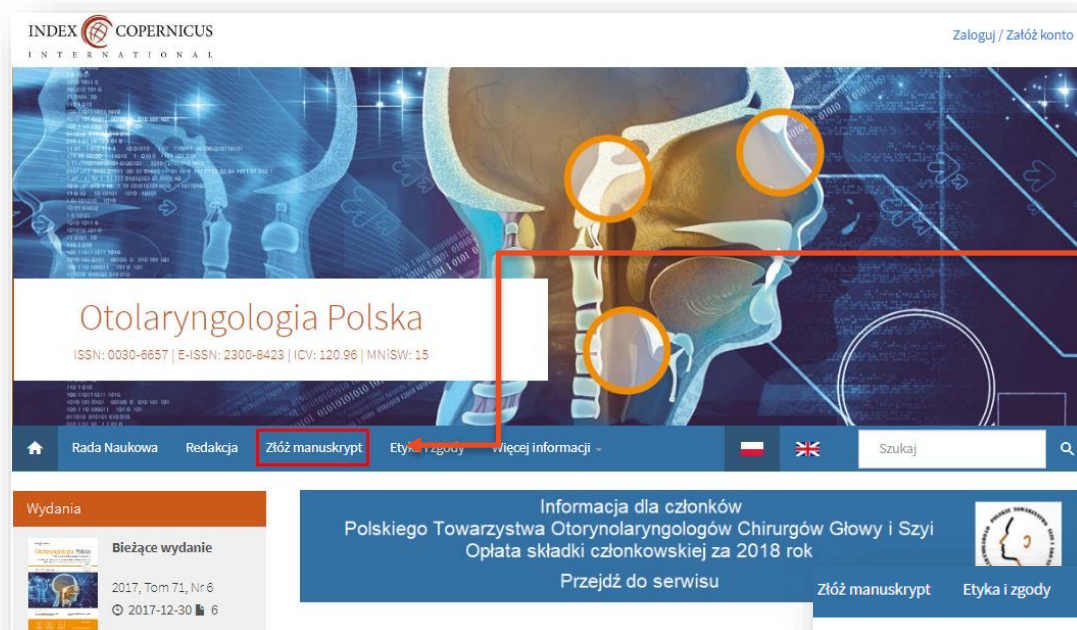 INDEX COPERNICUS
INTERNATIONAL
Zaloguj / Załóż konto
Otolaryngologia Polska
ISSN: 0030-6657 | E-ISSN: 2300-8423 | ICV: 120.96 | MNiSW: 15
Rada Naukowa Redakcja Złóż manuskrypt Etyka i zgody Więcej informacji Szukaj
Wydania
Bieżące wydanie
2017, Tom 71, Nr 6
2017-12-30 6
Informacja dla członków
Polskiego Towarzystwa Otorynolaryngologów Chirurgów Głowy i Szyi
Opłata składki członkowskiej za 2018 rok
Przejdź do serwisu
Złóż manuskrypt Etyka i zgody